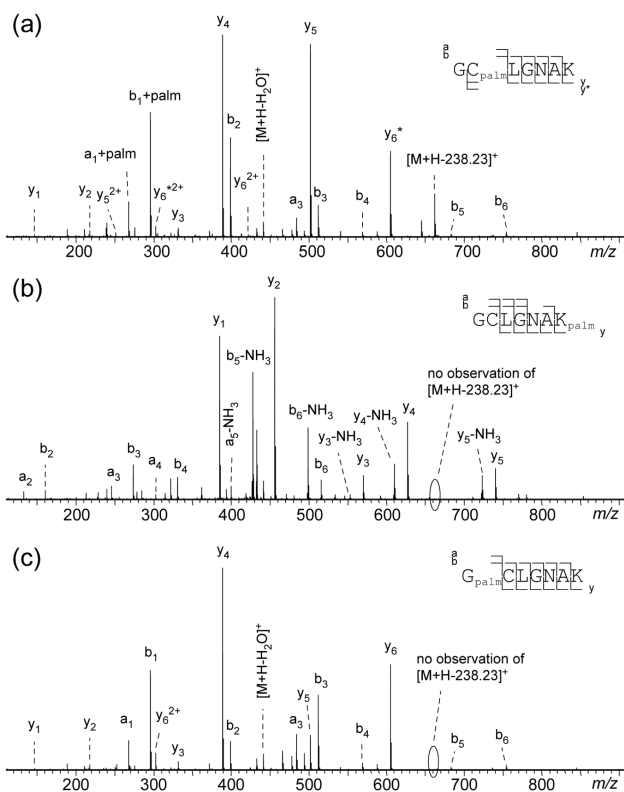 (a)
y4
y5
a
b
GCpalmLGNAK
y
y*
b1+palm
b2
[M+H-H2O]+
y6*
[M+H-238.23]+
a1+palm
y1
y2
y5 2+
y6*2+
y3
y6 2+
a3
b3
b4
b5
b6
200 300 400 500 600 700 800 m/z
(b)
y2
y1
a
b
GCLGNAKpalm
y
b5-NH3
no observation of
[M+H-238.23]+
a5-NH3
b6-NH3
y4-NH3
y4
y3-NH3
y5-NH3
a2
b2
a3
b3
a4
b4
b6
y3
y5
200 300 400 500 600 700 800 m/z
(c)
y4
a
b
GpalmCLGNAK
y
b1
[M+H-H2O]+
y6
no observation of
[M+H-238.23]+
b3
y1
y2
a1
y6 2+
y3
b2
a3
y5
b4
b5
b6
200 300 400 500 600 700 800 m/z